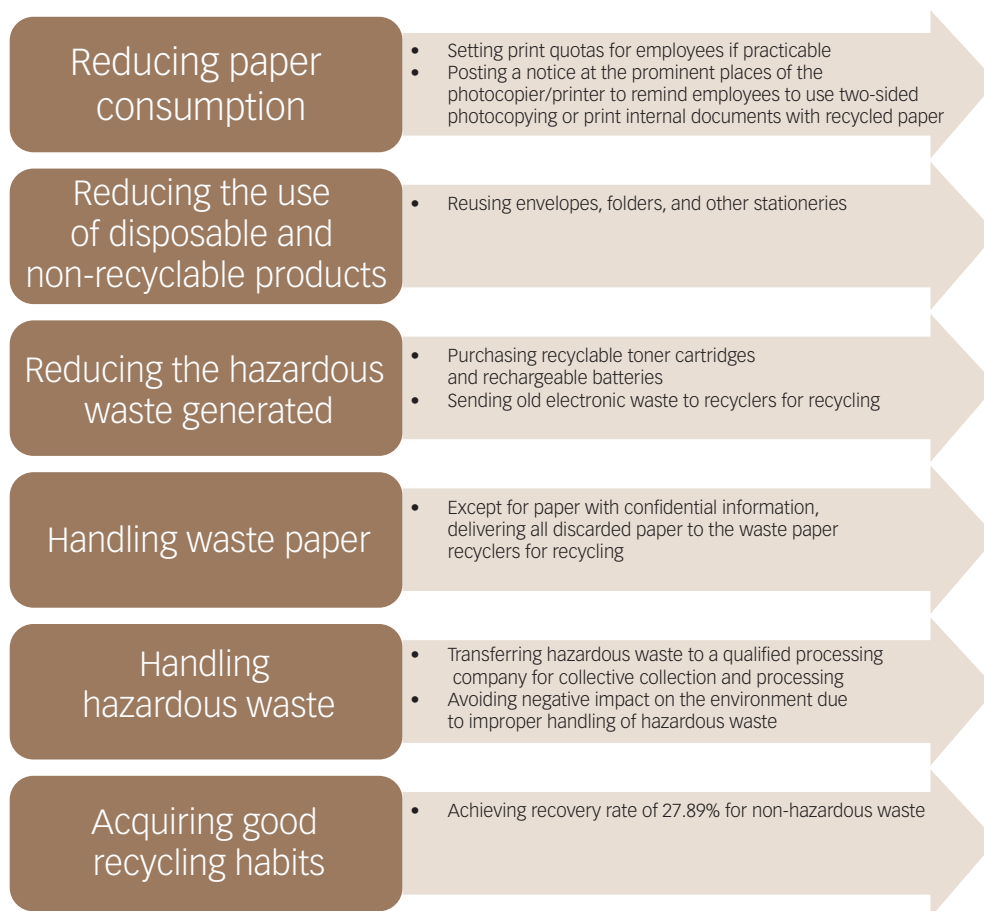 Reducing paper
consumption
• Setting print quotas for employees if practicable
• Posting a notice at the prominent places of the
photocopier/printer to remind employees to use two-sided
photocopying or print internal documents with recycled paper
Reducing the use
of disposable and
non-recyclable products
• Reusing envelopes, folders, and other stationeries
Reducing the hazardous
waste generated
• Purchasing recyclable toner cartridges
and rechargeable batteries
• Sending old electronic waste to recyclers for recycling
Handling waste paper
• Except for paper with confidential information,
delivering all discarded paper to the waste paper
recyclers for recycling
Handling
hazardous waste
• Transferring hazardous waste to a qualified processing
company for collective collection and processing
• Avoiding negative impact on the environment due
to improper handling of hazardous waste
Acquiring good
recycling habits
• Achieving recovery rate of 27.89% for non-hazardous waste